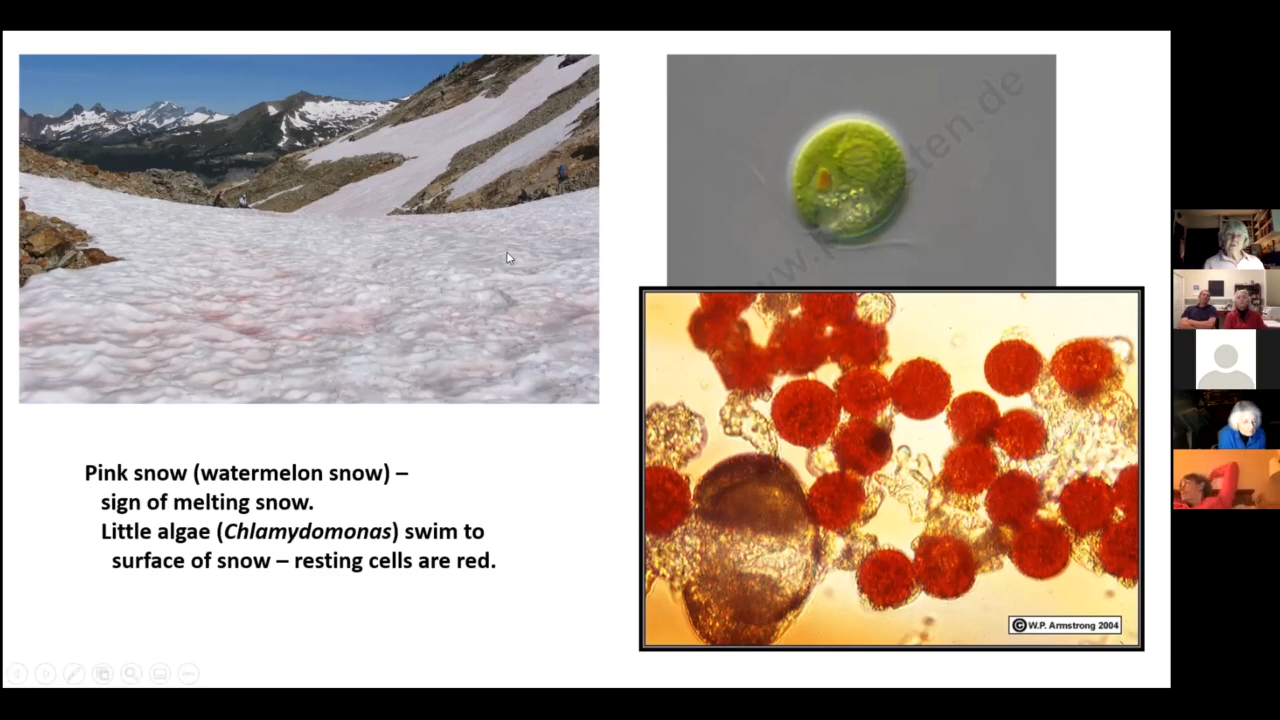 Pink snow (watermelon snow) –
sign of melting snow.
Little algae (Chlamydomonas) swim to
surface of snow – resting cells are red.
©W.P. Armstrong 2004